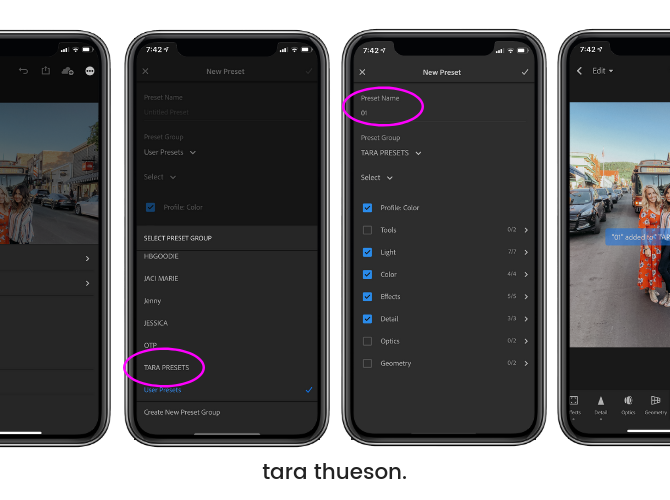 7:42
New Preset
Preset Name
Untitled Preset
Preset Group
User Presets
Select
Profile: Color
SELECT PRESET GROUP
HBGOODIE
JACI MARIE
Jenny
JESSICA
OTP
TARA PRESETS
User Presets
Create New Preset Group
7:42
New Preset
Preset Name
01
Preset Group
TARA PRESETS
Select
Profile: Color
Tools 0/2
Light 7/7
Color 4/4
Effects 5/5
Detail 3/3
Optics 0/2
Geometry 0/2
7:42
Edit
"01" added to" TAR
fects Detail Optics Geometry
tara thueson.